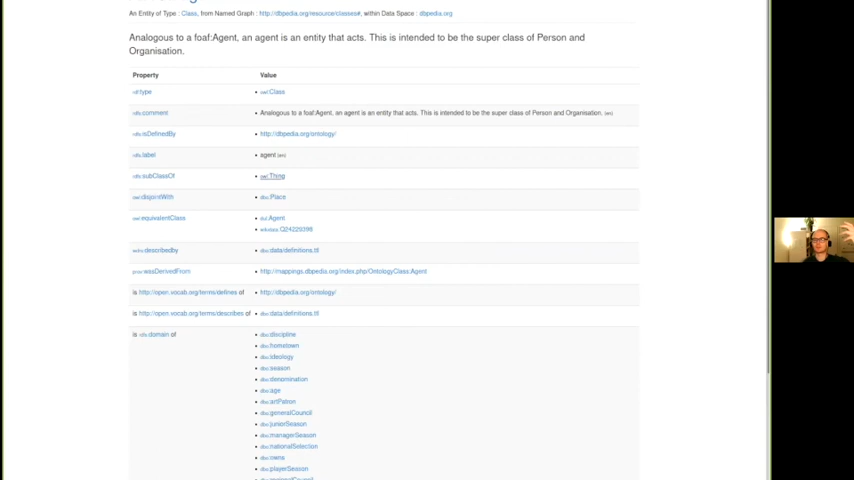 An Entity of Type : Class, from Named Graph : http://dbpedia.org/resource/classes#, within Data Space : dbpedia.org
Analogous to a foaf:Agent, an agent is an entity that acts. This is intended to be the super class of Person and
Organisation.
Property Value
rdf:type owl:Class
rdfs:comment Analogous to a foaf:Agent, an agent is an entity that acts. This is intended to be the super class of Person and Organisation. (en)
rdfs:isDefinedBy http://dbpedia.org/ontology/
rdfs:label agent (en)
rdfs:subClassOf owl:Thing
owl:disjointWith dbo:Place
owl:equivalentClass dul:Agent
wikidata:Q24229398
wdrs:describedby dbo:data/definitions.ttl
prov:wasDerivedFrom http://mappings.dbpedia.org/index.php/OntologyClass:Agent
is http://open.vocab.org/terms/defines of http://dbpedia.org/ontology/
is http://open.vocab.org/terms/describes of dbo:data/definitions.ttl
is rdfs:domain of dbo:discipline
dbo:hometown
dbo:ideology
dbo:season
dbo:denomination
dbo:age
dbo:artPatron
dbo:generalCouncil
dbo:juniorSeason
dbo:managerSeason
dbo:nationalSelection
dbo:owns
dbo:playerSeason